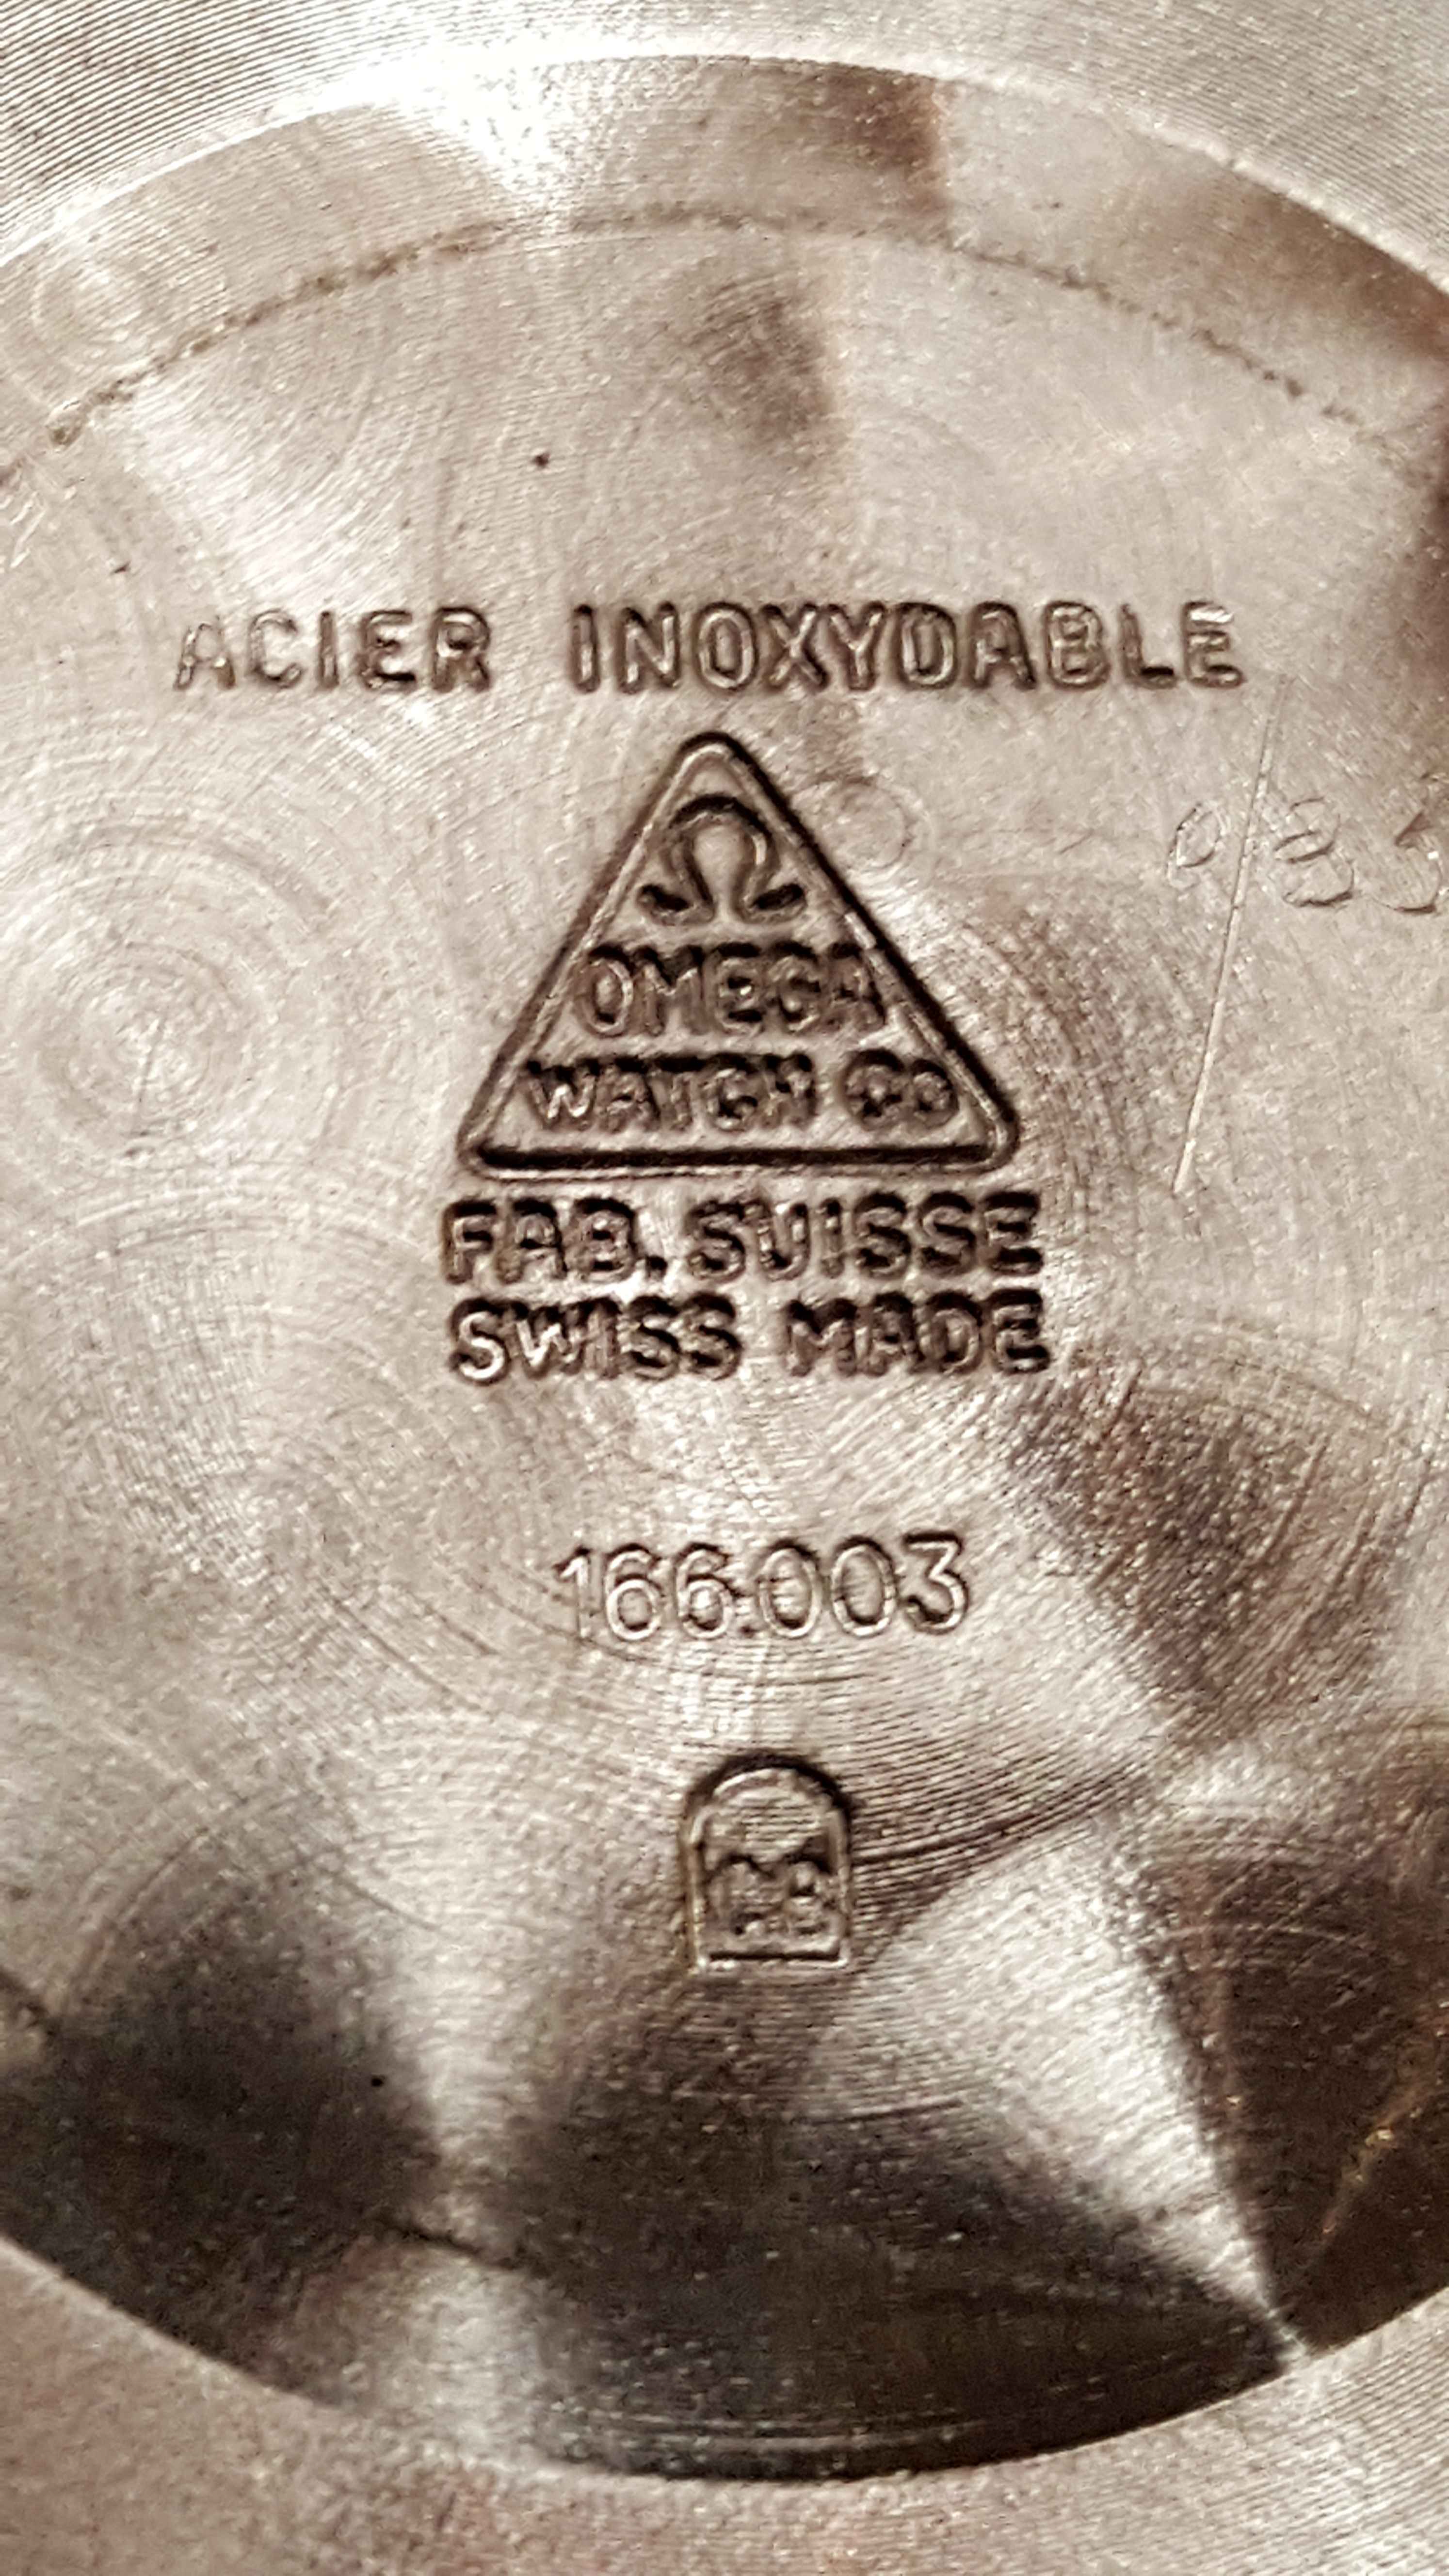 ACIER INOXYDABLE
Ω
OMEGA
WATCH Co
FAB. SUISSE
SWISS MADE
166.003